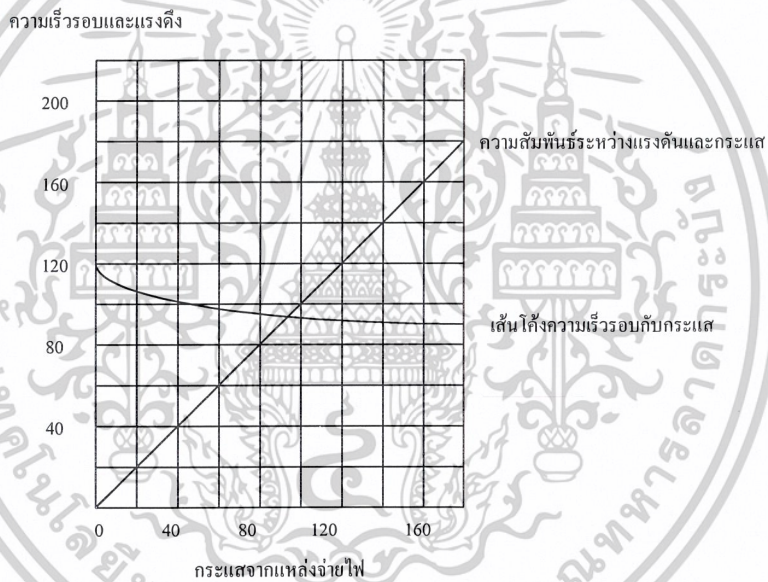 ความเร็วรอบและแรงดึง
200
160
120
80
40
0 40 80 120 160
ความสัมพันธ์ระหว่างแรงดันและกระแส
เส้นโค้งความเร็วรอบกับกระแส
กระแสจากแหล่งจ่ายไฟ